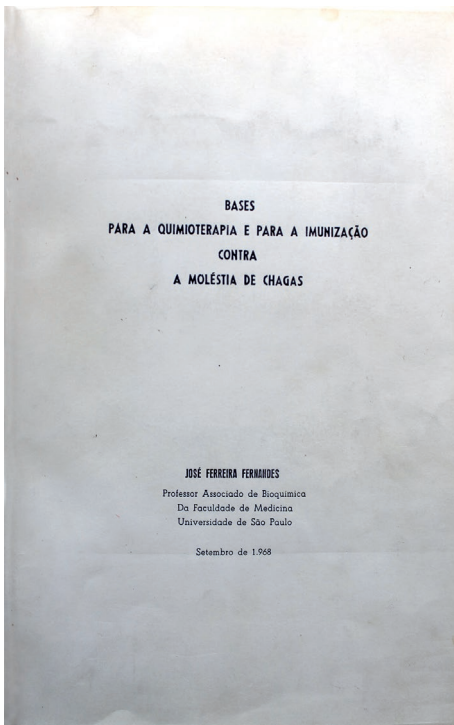 BASES
PARA A QUIMIOTERAPIA E PARA A IMUNIZAÇÃO
CONTRA
A MOLÉSTIA DE CHAGAS
JOSÉ FERREIRA FERNANDES
Professor Associado de Bioquímica
Da Faculdade de Medicina
Universidade de São Paulo
Setembro de 1.968